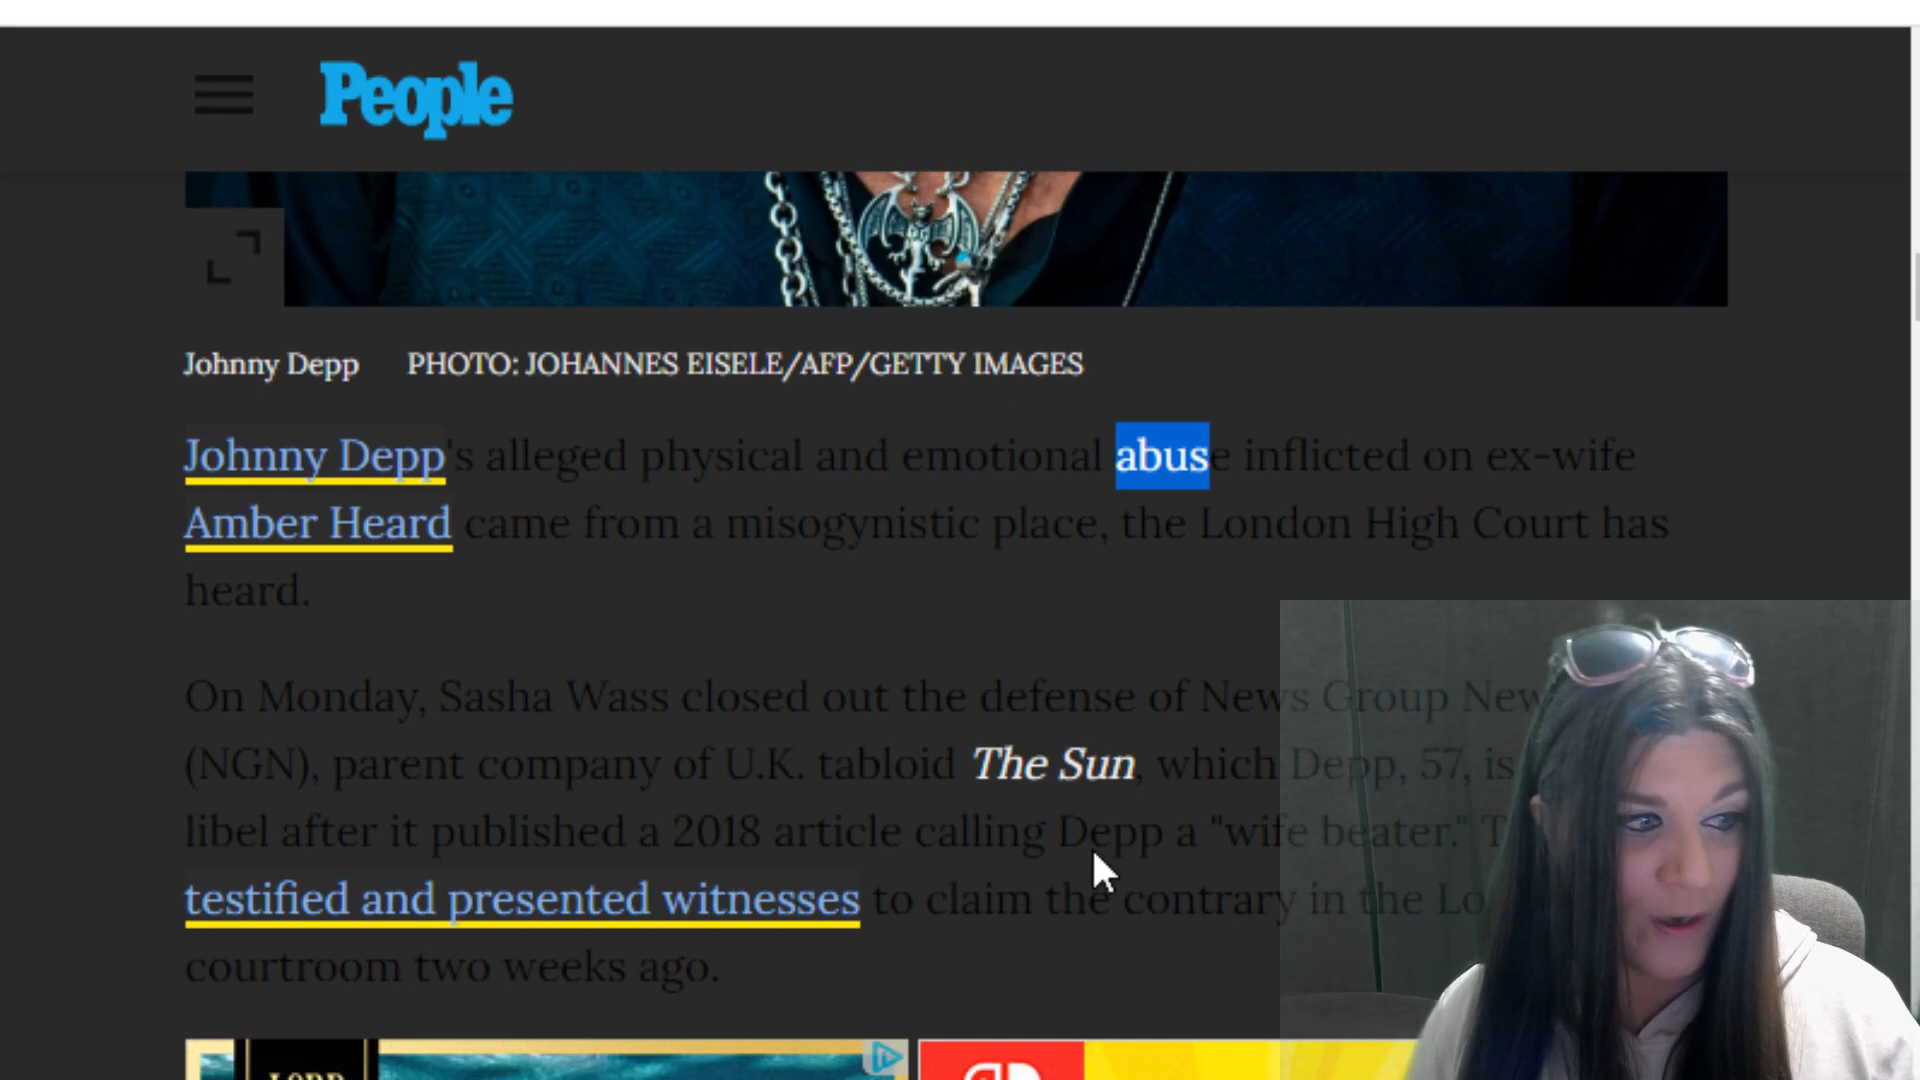 People
Johnny Depp PHOTO: JOHANNES EISELE/AFP/GETTY IMAGES
Johnny Depp's alleged physical and emotional abuse inflicted on ex-wife
Amber Heard came from a misogynistic place, the London High Court has
heard.
On Monday, Sasha Wass closed out the defense of News Group New
(NGN), parent company of U.K. tabloid The Sun, which Depp, 57, is
libel after it published a 2018 article calling Depp a "wife beater." T
testified and presented witnesses to claim the contrary in the Lo
courtroom two weeks ago.